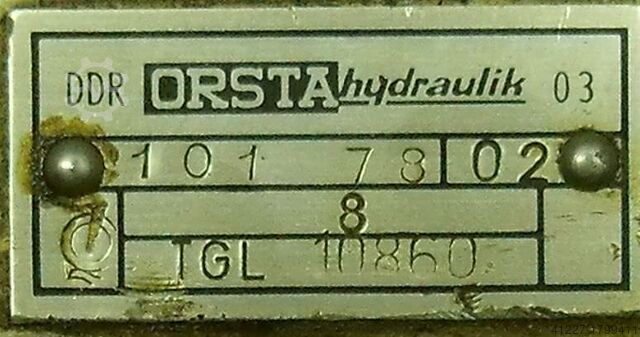 DDR ORSTA hydraulik 03
101 78 02
8
TGL 10860